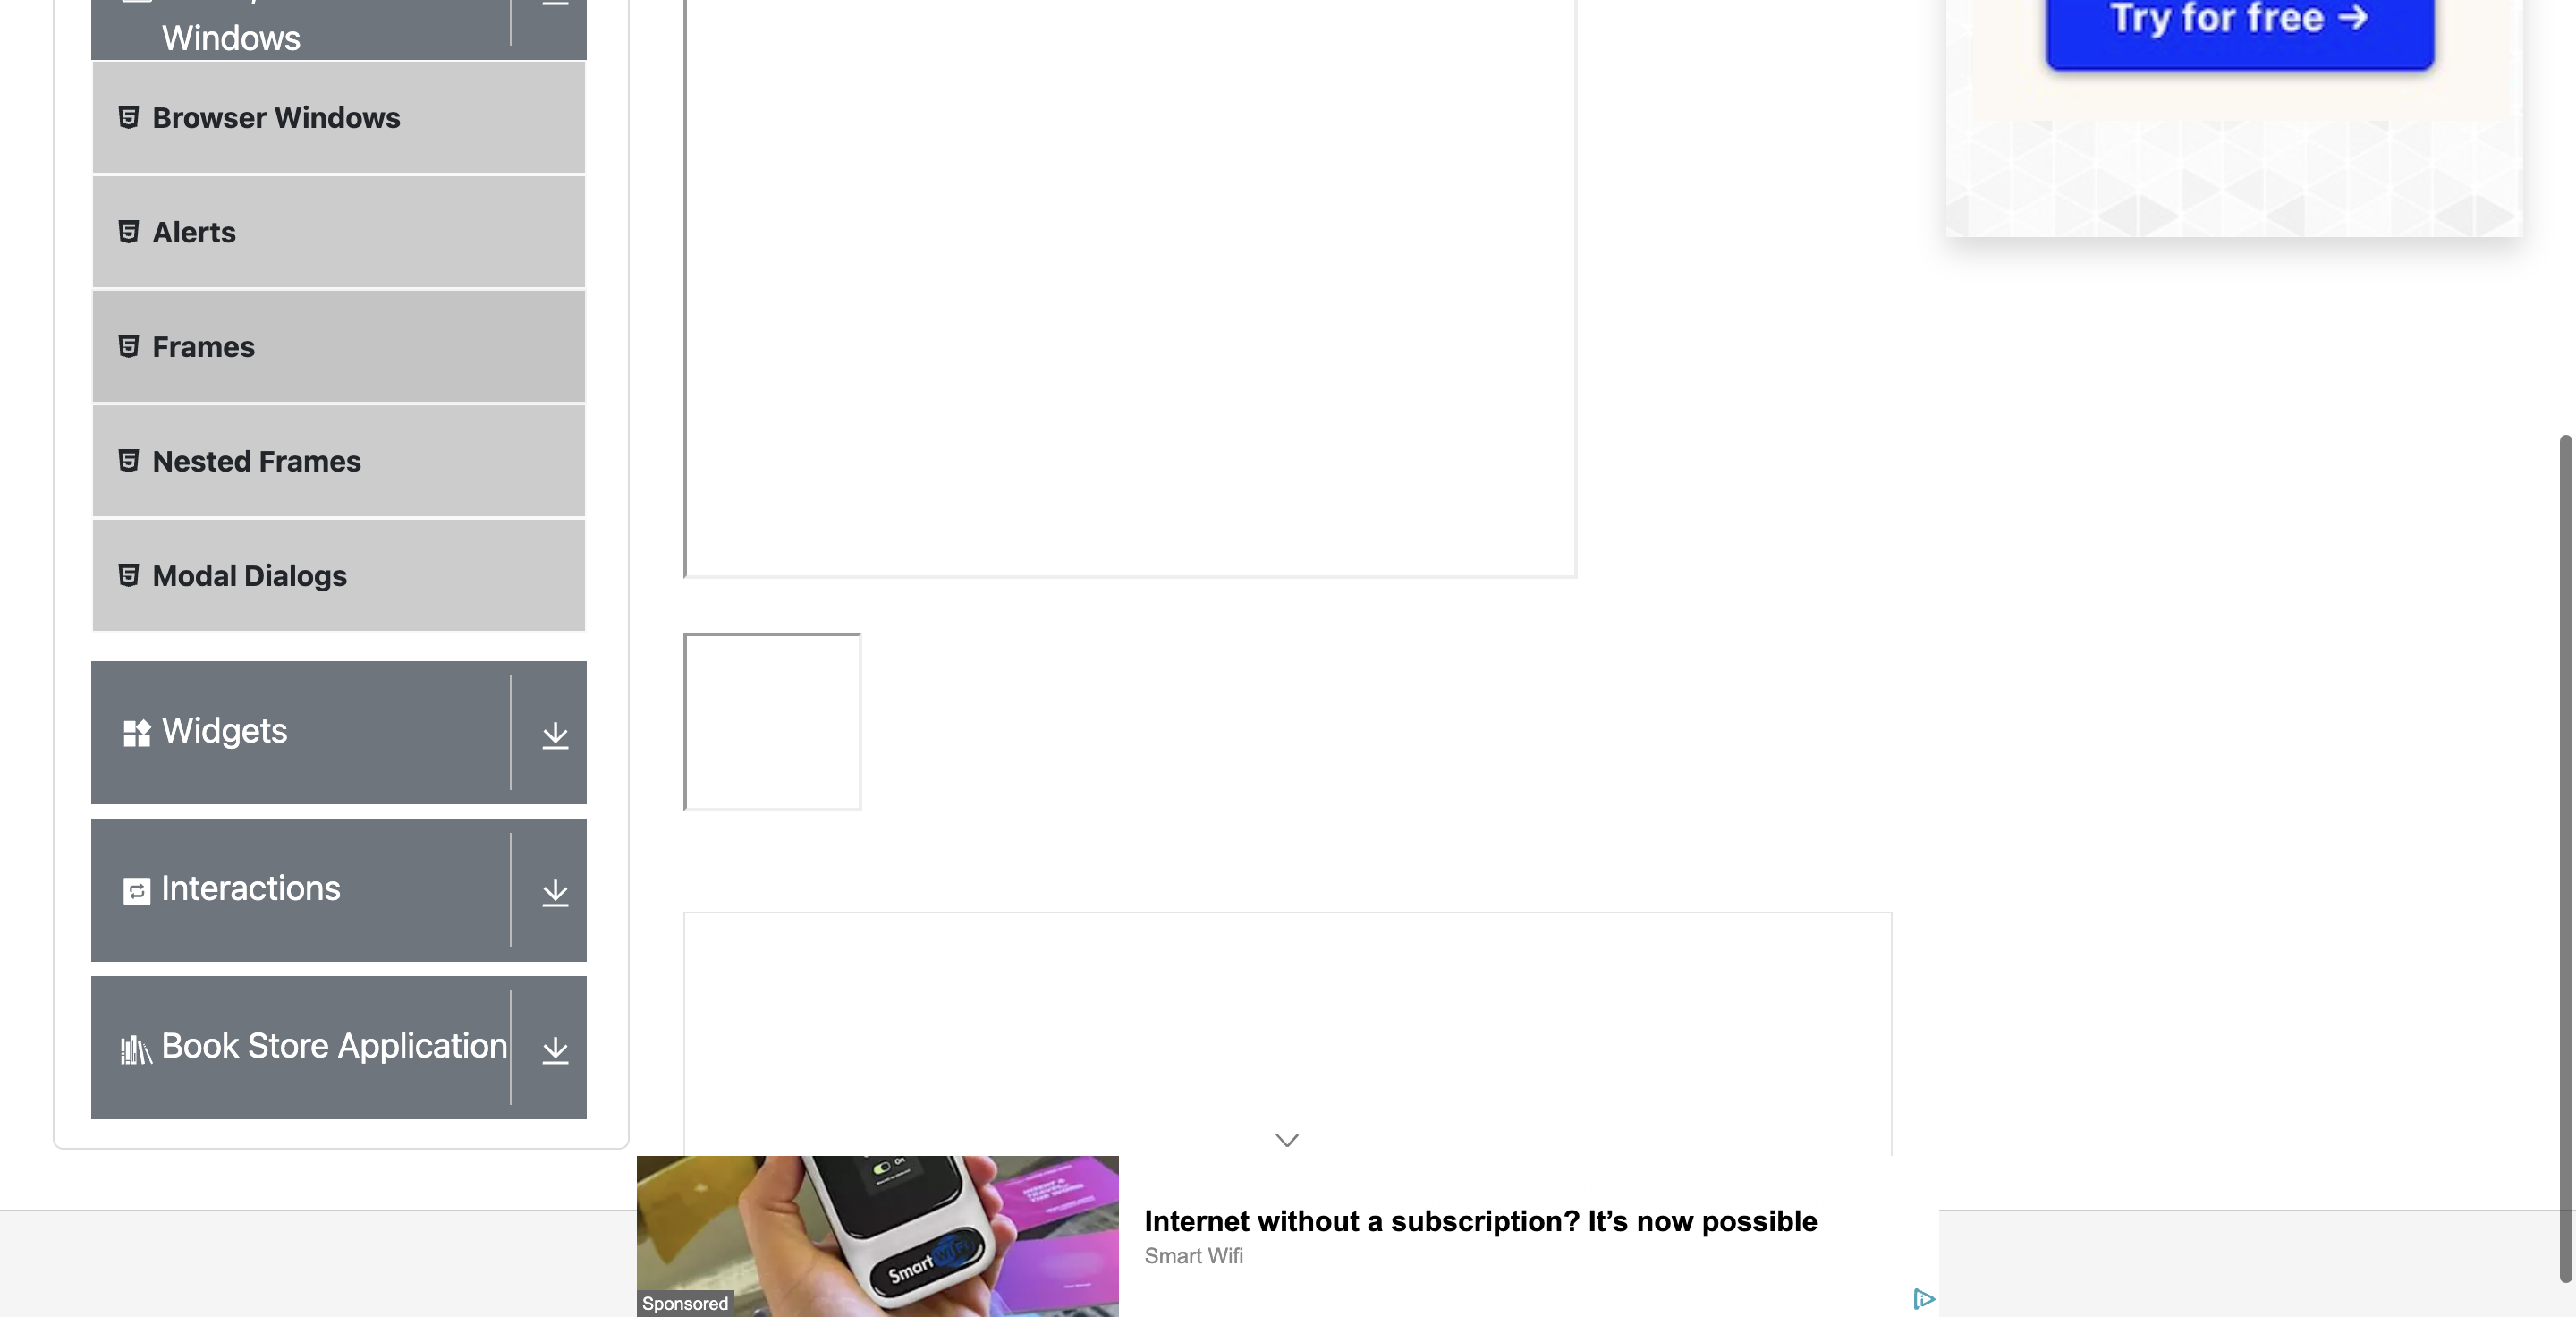 Windows
Browser Windows
Alerts
Frames
Nested Frames
Modal Dialogs
Widgets
Interactions
Book Store Application
Try for free →
Internet without a subscription? It’s now possible
Smart Wifi
On
Smart WiFi
Sponsored